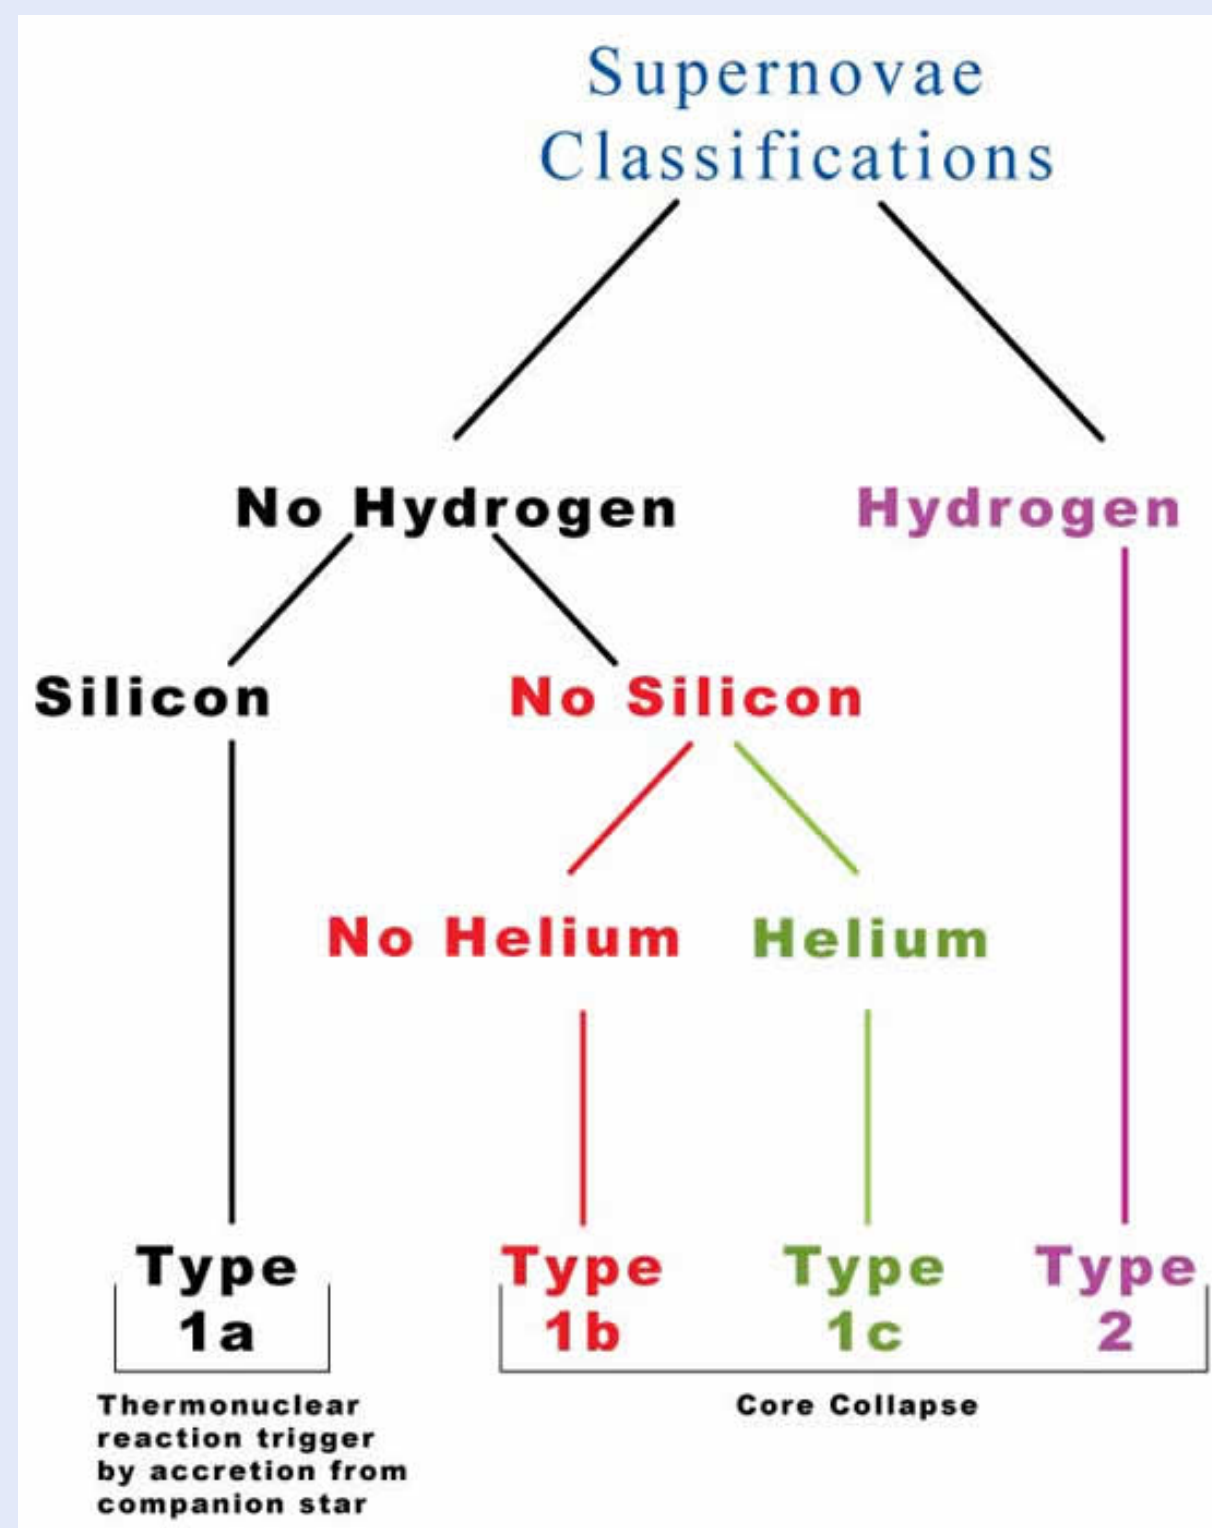 Supernovae
Classifications
No Hydrogen
Hydrogen
Silicon
No Silicon
No Helium
Helium
Type
1a
Type
1b
Type
1c
Type
2
Thermonuclear
reaction trigger
by accretion from
companion star
Core Collapse